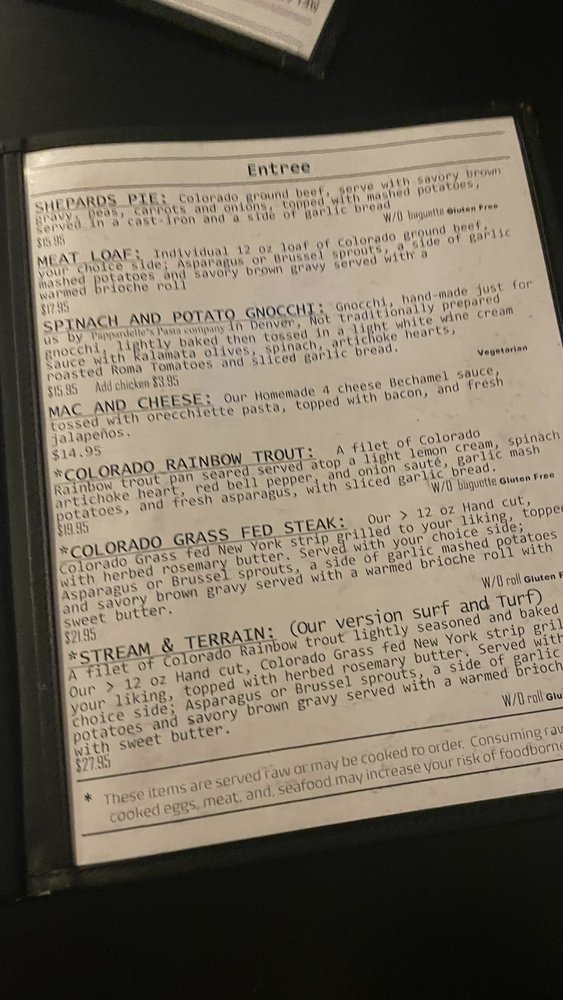 Entree
SHEPARDS PIE: Colorado ground beef, serve with savory brown
gravy, peas, carrots and onions, topped with mashed potatoes,
served in a cast-iron and a side of garlic bread
W/O baguette Gluten Free
$15.95
MEAT LOAF: Individual 12 oz loaf of Colorado ground beef,
your choice side; Asparagus or Brussel sprouts, a side of garlic
mashed potatoes and savory brown gravy served with a
warmed brioche roll
$17.95
SPINACH AND POTATO GNOCCHI: Gnocchi, hand-made just for
us by Pappardelle's Pasta company in Denver, Not traditionally prepared
gnocchi, lightly baked then tossed in a light white wine cream
sauce with Kalamata olives, spinach, artichoke hearts,
roasted Roma Tomatoes and sliced garlic bread.
Vegetarian
$15.95 Add chicken $3.95
MAC AND CHEESE: Our Homemade 4 cheese Bechamel sauce,
tossed with orecchiette pasta, topped with bacon, and fresh
jalapeños.
$14.95
*COLORADO RAINBOW TROUT: A filet of Colorado
Rainbow trout pan seared served atop a light lemon cream, spinach
artichoke heart, red bell pepper, and onion sauté, garlic mash
potatoes, and fresh asparagus, with sliced garlic bread.
W/O baguette Gluten Free
$19.95
*COLORADO GRASS FED STEAK: Our > 12 oz Hand cut,
Colorado Grass fed New York strip grilled to your liking, toppe
with herbed rosemary butter. Served with your choice side;
Asparagus or Brussel sprouts, a side of garlic mashed potatoes
and savory brown gravy served with a warmed brioche roll with
sweet butter.
W/O roll Gluten F
$21.95
*STREAM & TERRAIN: (Our version surf and Turf)
A filet of Colorado Rainbow trout lightly seasoned and baked
Our > 12 oz Hand cut, Colorado Grass fed New York strip gril
your liking, topped with herbed rosemary butter. Served with
choice side; Asparagus or Brussel sprouts, a side of garlic
potatoes and savory brown gravy served with a warmed brioch
with sweet butter.
W/O roll Glu
$27.95
* These items are served raw or may be cooked to order. Consuming raw
cooked eggs, meat, and, seafood may increase your risk of foodborne